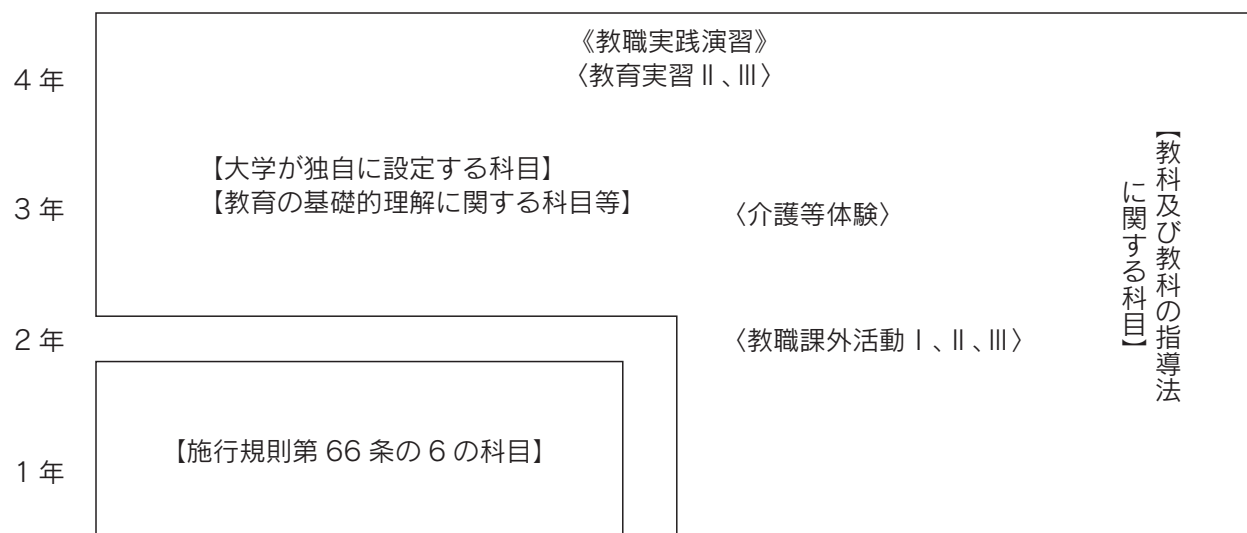 《教職実践演習》
4年
〈教育実習Ⅱ、Ⅲ〉
【大学が独自に設定する科目】
3年
【教育の基礎的理解に関する科目等】
〈介護等体験〉
【教科及び教科の指導法
に関する科目】
2年
〈教職課外活動Ⅰ、Ⅱ、Ⅲ〉
【施行規則第66条の6の科目】
1年